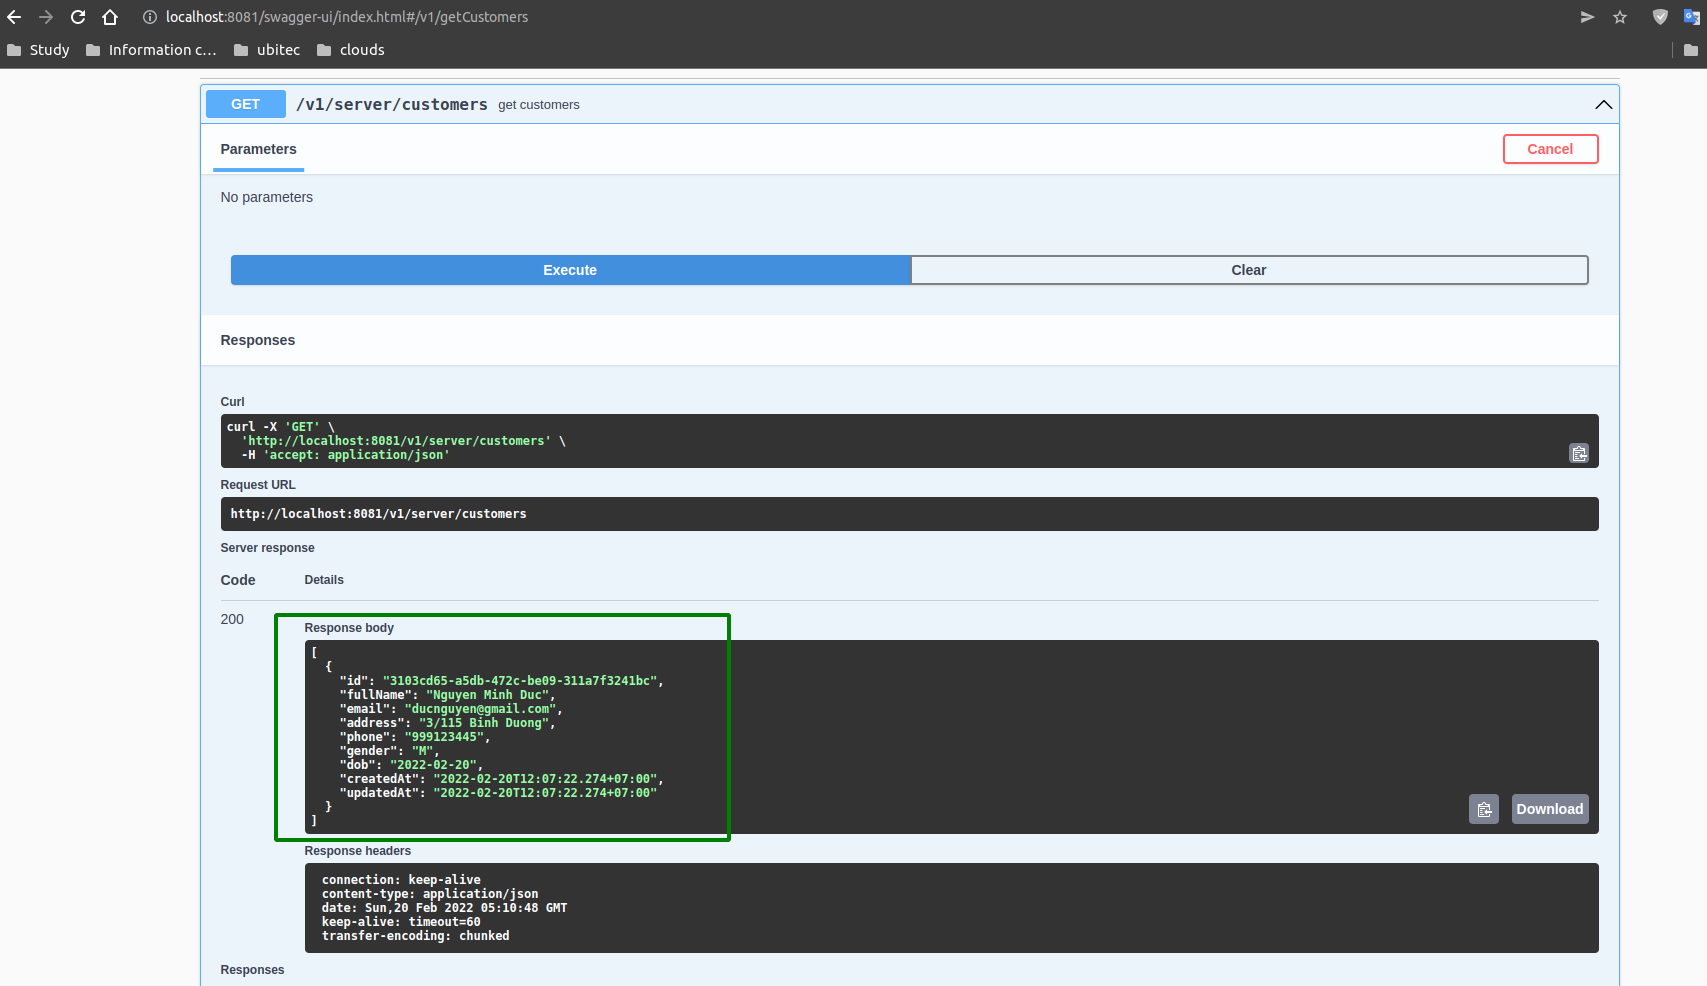 localhost:8081/swagger-ui/index.html#/v1/getCustomers
Study Information c... ubitec clouds
GET /v1/server/customers get customers
Parameters Cancel
No parameters
Execute Clear
Responses
Curl
curl -X 'GET' \
'http://localhost:8081/v1/server/customers' \
-H 'accept: application/json'
Request URL
http://localhost:8081/v1/server/customers
Server response
Code Details
200
Response body
[
{
"id": "3103cd65-a5db-472c-be09-311a7f3241bc",
"fullName": "Nguyen Minh Duc",
"email": "ducnguyen@gmail.com",
"address": "3/115 Binh Duong",
"phone": "999123445",
"gender": "M",
"dob": "2022-02-20",
"createdAt": "2022-02-20T12:07:22.274+07:00",
"updatedAt": "2022-02-20T12:07:22.274+07:00"
}
]
Download
Response headers
connection: keep-alive
content-type: application/json
date: Sun,20 Feb 2022 05:10:48 GMT
keep-alive: timeout=60
transfer-encoding: chunked
Responses